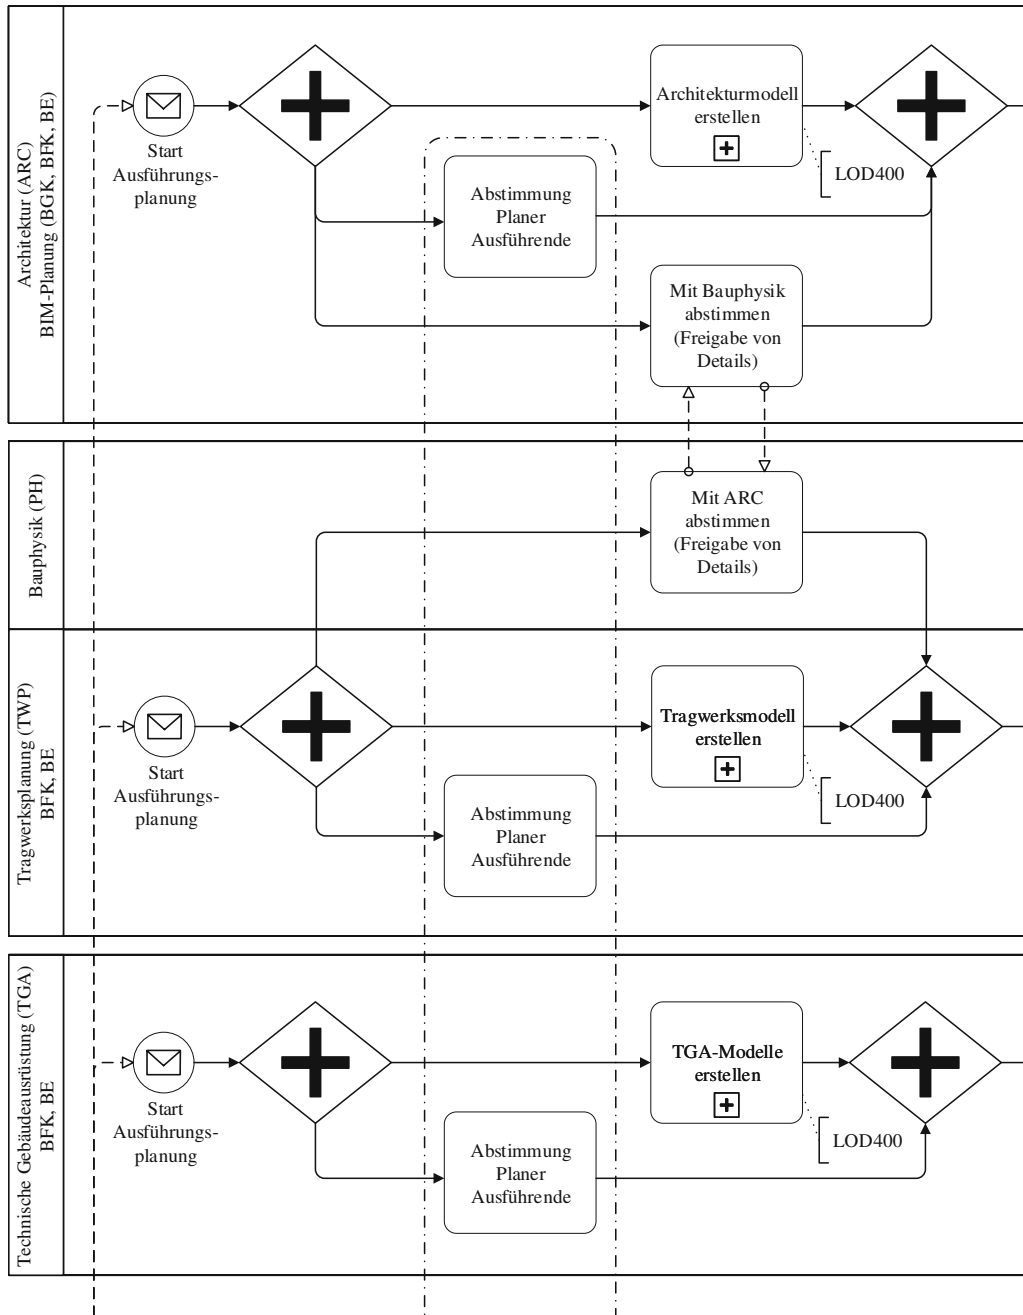 Architektur (ARC)
BIM-Planung (BGK, BFK, BE)
Start
Ausführungs-
planung
Architekturmodell
erstellen
LOD400
Abstimmung
Planer
Ausführende
Mit Bauphysik
abstimmen
(Freigabe von
Details)
Bauphysik (PH)
Mit ARC
abstimmen
(Freigabe von
Details)
Tragwerksplanung (TWP)
BFK, BE
Start
Ausführungs-
planung
Tragwerksmodell
erstellen
LOD400
Abstimmung
Planer
Ausführende
Technische Gebäudeausrüstung (TGA)
BFK, BE
Start
Ausführungs-
planung
TGA-Modelle
erstellen
LOD400
Abstimmung
Planer
Ausführende